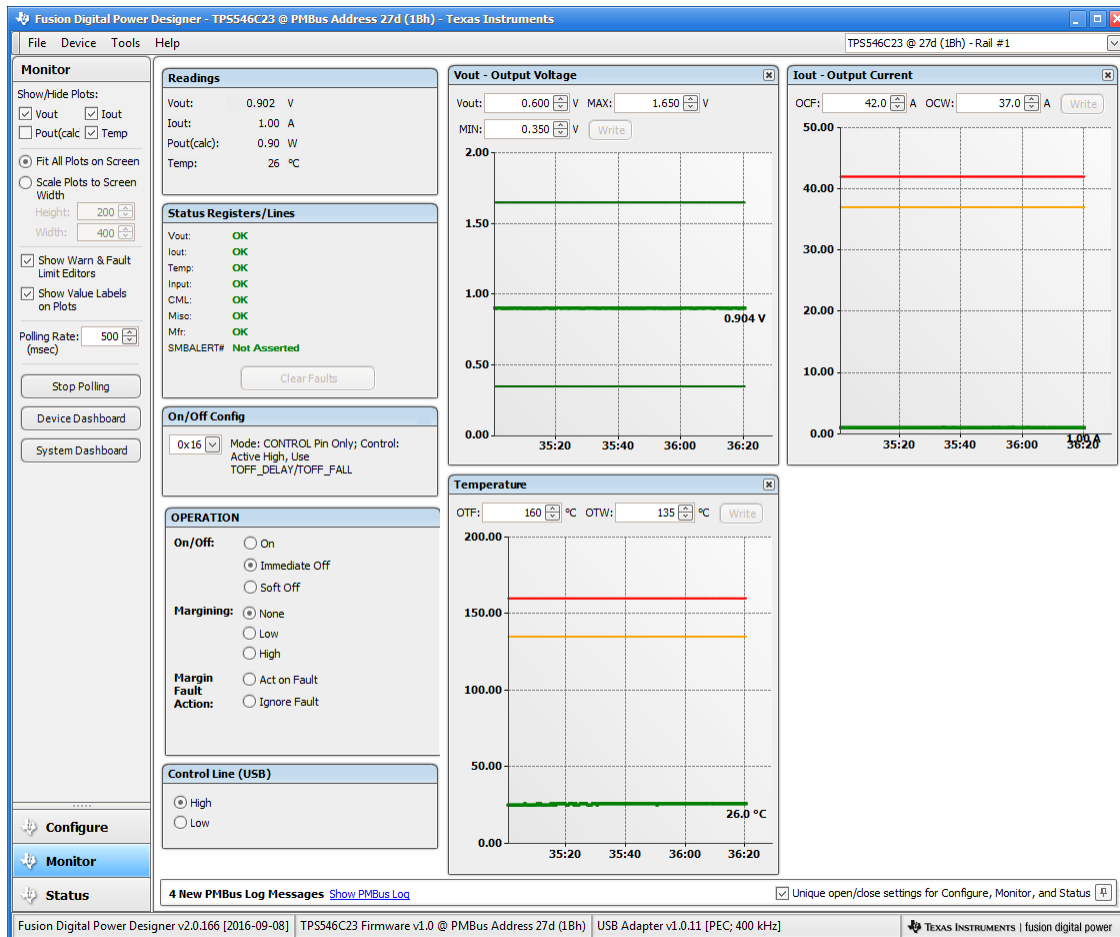 Fusion Digital Power Designer - TPS546C23 @ PMBus Address 27d (1Bh) - Texas Instruments
File Device Tools Help
TPS546C23 @ 27d (1Bh) - Rail #1
Monitor
Show/Hide Plots:
Vout Iout
Pout(calc Temp
Fit All Plots on Screen
Scale Plots to Screen
Width
Height: 200
Width: 400
Show Warn & Fault
Limit Editors
Show Value Labels
on Plots
Polling Rate: 500
(msec)
Stop Polling
Device Dashboard
System Dashboard
Configure
Monitor
Status
Readings
Vout: 0.902 V
Iout: 1.00 A
Pout(calc): 0.90 W
Temp: 26 °C
Status Registers/Lines
Vout: OK
Iout: OK
Temp: OK
Input: OK
CML: OK
Misc: OK
Mfr: OK
SMBALERT# Not Asserted
Clear Faults
On/Off Config
0x16
Mode: CONTROL Pin Only; Control:
Active High, Use
TOFF_DELAY/TOFF_FALL
OPERATION
On/Off: On
Immediate Off
Soft Off
Margining: None
Low
High
Margin
Fault
Action:
Act on Fault
Ignore Fault
Control Line (USB)
High
Low
Vout - Output Voltage
Vout: 0.600 V MAX: 1.650 V
MIN: 0.350 V Write
2.00
1.50
1.00
0.904 V
0.50
0.00
35:20 35:40 36:00 36:20
Iout - Output Current
OCF: 42.0 A OCW: 37.0 A Write
50.00
40.00
30.00
20.00
10.00
0.00
1.00 A
35:20 35:40 36:00 36:20
Temperature
OTF: 160 °C OTW: 135 °C Write
200.00
150.00
100.00
50.00
26.0 °C
0.00
35:20 35:40 36:00 36:20
4 New PMBus Log Messages Show PMBus Log
Unique open/close settings for Configure, Monitor, and Status
Fusion Digital Power Designer v2.0.166 [2016-09-08] TPS546C23 Firmware v1.0 @ PMBus Address 27d (1Bh) USB Adapter v1.0.11 [PEC; 400 kHz]
TEXAS INSTRUMENTS | fusion digital power